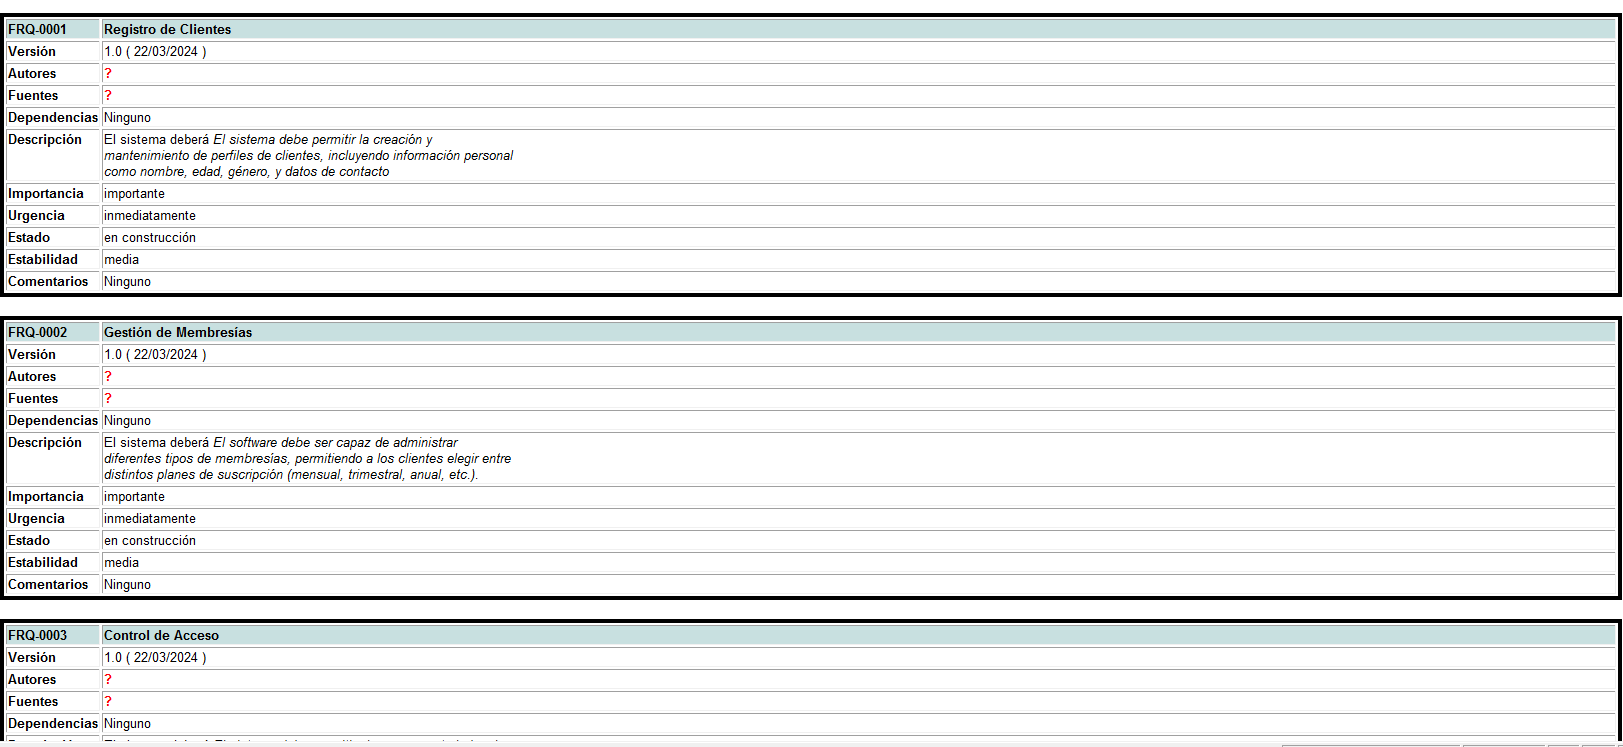 FRQ-0001 Registro de Clientes
Versión 1.0 ( 22/03/2024 )
Autores ?
Fuentes ?
Dependencias Ninguno
Descripción El sistema deberá El sistema debe permitir la creación y
mantenimiento de perfiles de clientes, incluyendo información personal
como nombre, edad, género, y datos de contacto
Importancia importante
Urgencia inmediatamente
Estado en construcción
Estabilidad media
Comentarios Ninguno
FRQ-0002 Gestión de Membresías
Versión 1.0 ( 22/03/2024 )
Autores ?
Fuentes ?
Dependencias Ninguno
Descripción El sistema deberá El software debe ser capaz de administrar
diferentes tipos de membresías, permitiendo a los clientes elegir entre
distintos planes de suscripción (mensual, trimestral, anual, etc.).
Importancia importante
Urgencia inmediatamente
Estado en construcción
Estabilidad media
Comentarios Ninguno
FRQ-0003 Control de Acceso
Versión 1.0 ( 22/03/2024 )
Autores ?
Fuentes ?
Dependencias Ninguno